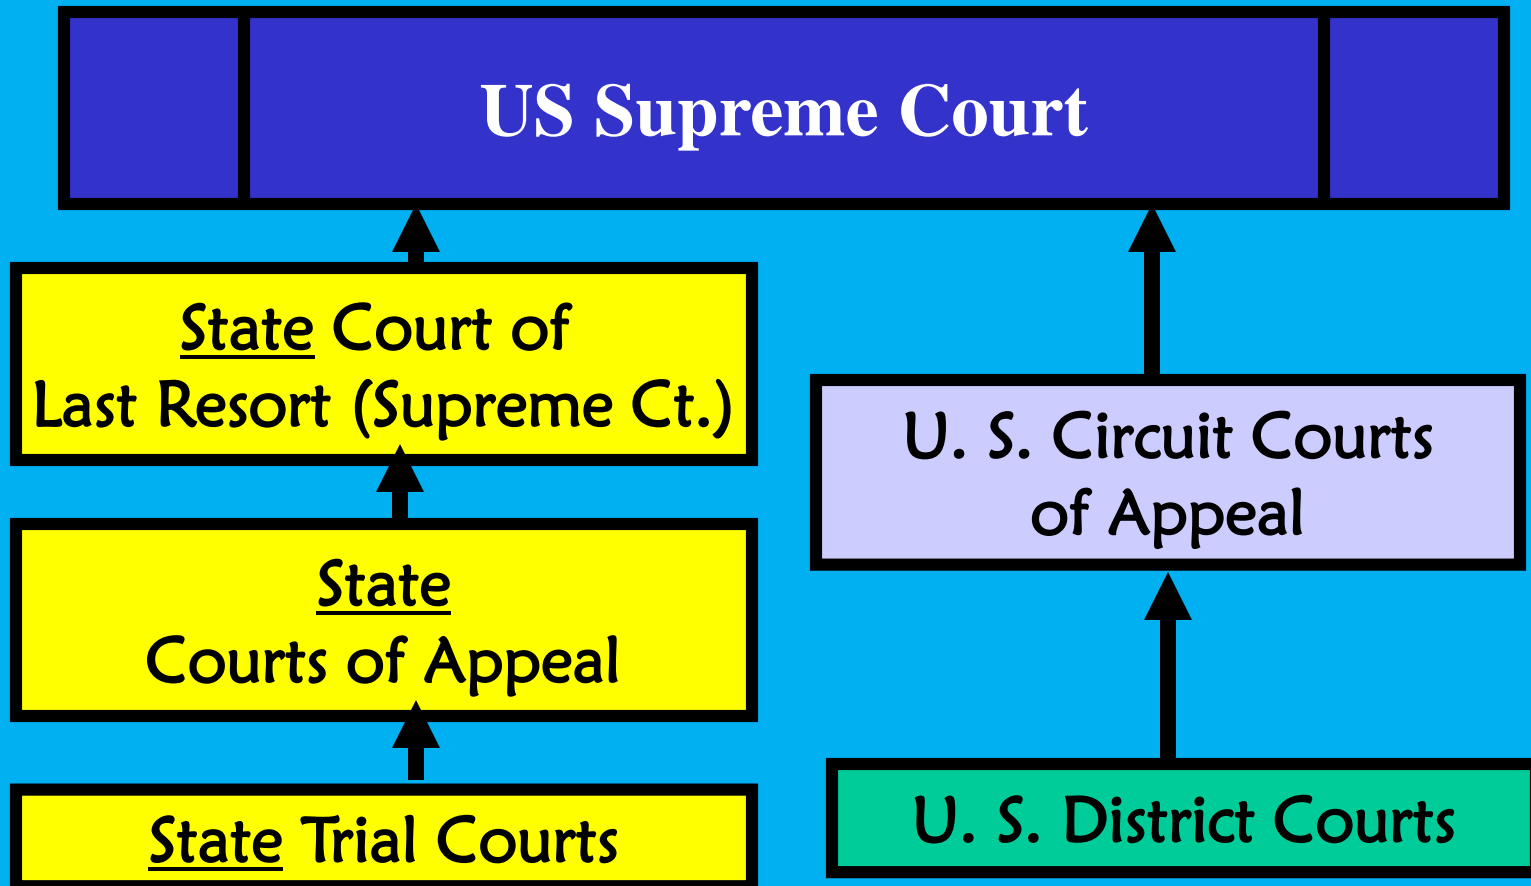 US Supreme Court
State Court of
Last Resort (Supreme Ct.)
State
Courts of Appeal
State Trial Courts
U. S. Circuit Courts
of Appeal
U. S. District Courts